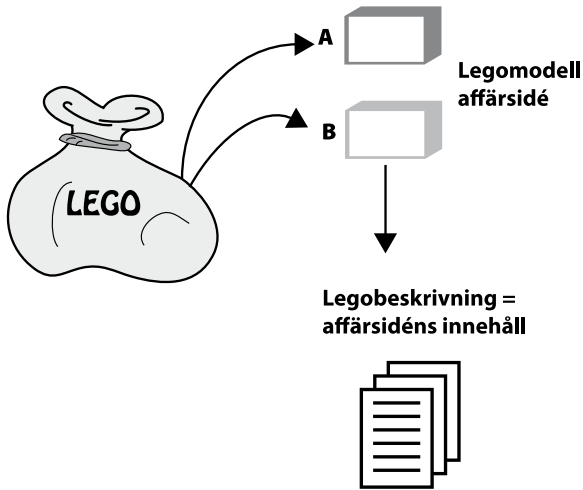 A
Legomodell
affärsidé
B
LEGO
Legobeskrivning =
affärsidéns innehåll